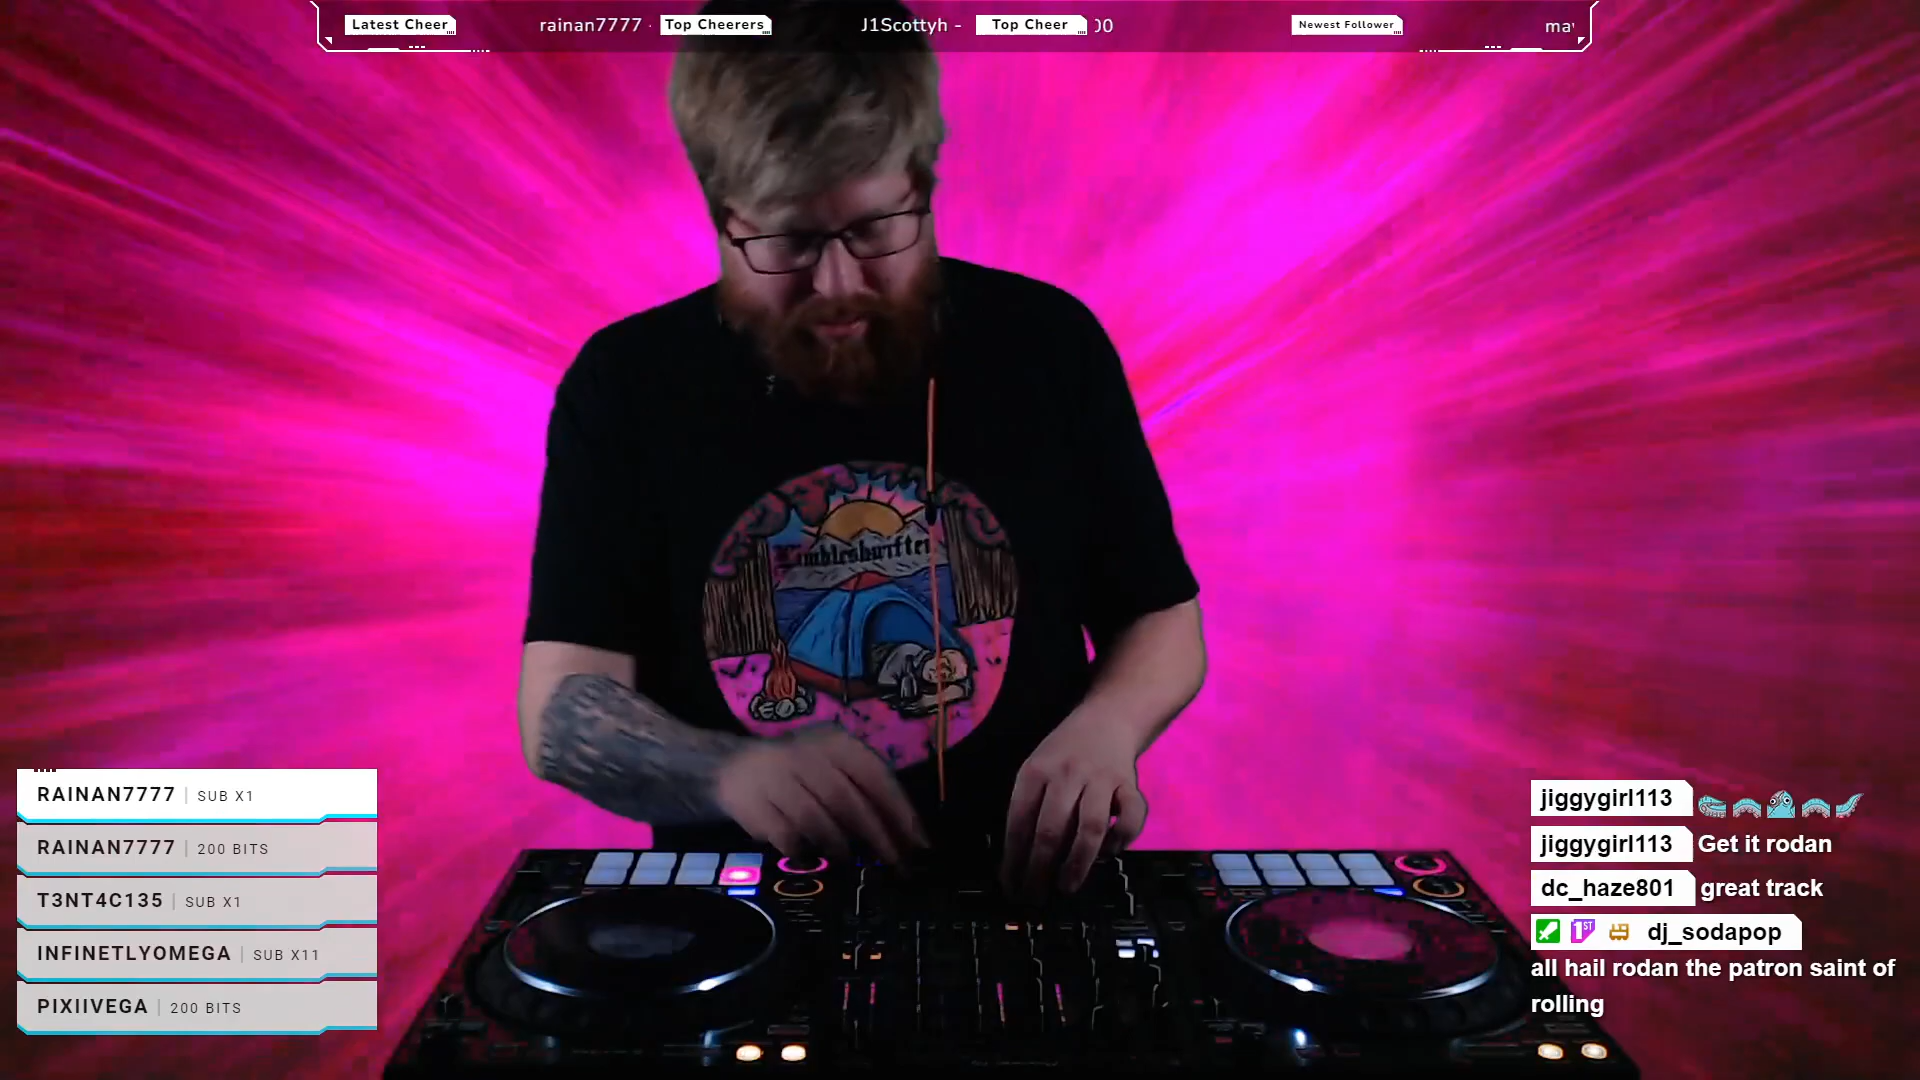 Latest Cheer
rainan7777 ·
Top Cheerers
J1Scottyh -
Top Cheer
00
Newest Follower
RAINAN7777 | SUB X1
RAINAN7777 | 200 BITS
T3NT4C135 | SUB X1
INFINETLYOMEGA | SUB X11
PIXIIVEGA | 200 BITS
jiggygirl113
jiggygirl113 Get it rodan
dc_haze801 great track
1ST dj_sodapop
all hail rodan the patron saint of
rolling